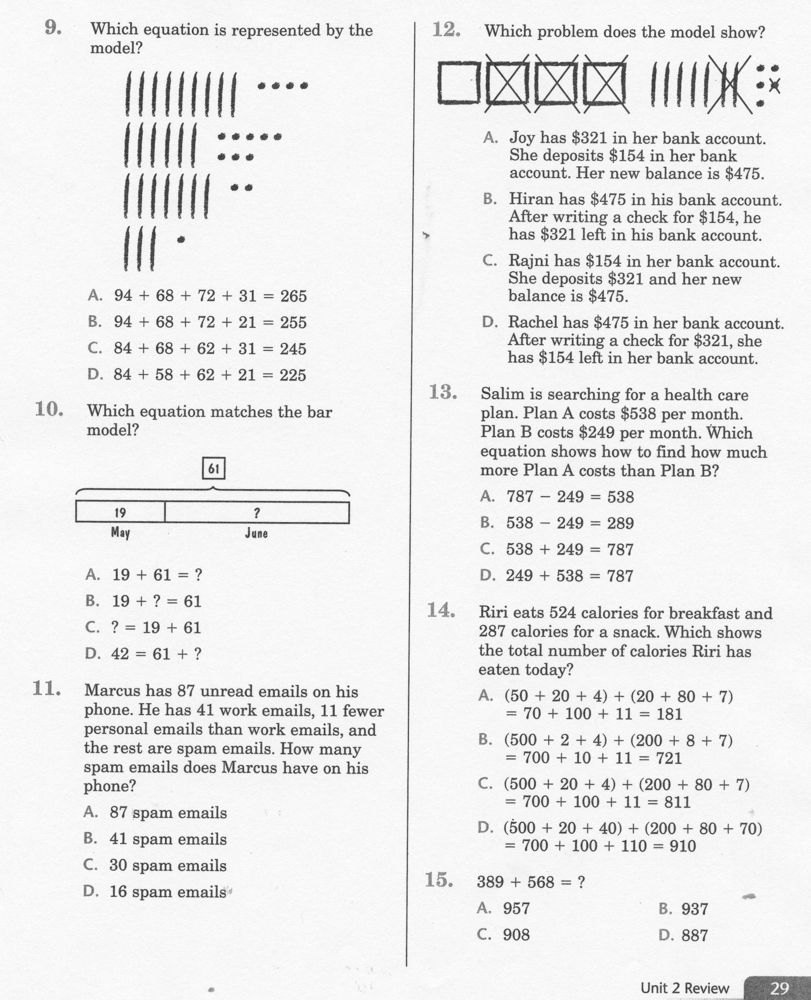 9. Which equation is represented by the
model?
A. 94 + 68 + 72 + 31 = 265
B. 94 + 68 + 72 + 21 = 255
C. 84 + 68 + 62 + 31 = 245
D. 84 + 58 + 62 + 21 = 225
10. Which equation matches the bar
model?
61
19 ?
May June
A. 19 + 61 = ?
B. 19 + ? = 61
C. ? = 19 + 61
D. 42 = 61 + ?
11. Marcus has 87 unread emails on his
phone. He has 41 work emails, 11 fewer
personal emails than work emails, and
the rest are spam emails. How many
spam emails does Marcus have on his
phone?
A. 87 spam emails
B. 41 spam emails
C. 30 spam emails
D. 16 spam emails
12. Which problem does the model show?
A. Joy has $321 in her bank account.
She deposits $154 in her bank
account. Her new balance is $475.
B. Hiran has $475 in his bank account.
After writing a check for $154, he
has $321 left in his bank account.
C. Rajni has $154 in her bank account.
She deposits $321 and her new
balance is $475.
D. Rachel has $475 in her bank account.
After writing a check for $321, she
has $154 left in her bank account.
13. Salim is searching for a health care
plan. Plan A costs $538 per month.
Plan B costs $249 per month. Which
equation shows how to find how much
more Plan A costs than Plan B?
A. 787 − 249 = 538
B. 538 − 249 = 289
C. 538 + 249 = 787
D. 249 + 538 = 787
14. Riri eats 524 calories for breakfast and
287 calories for a snack. Which shows
the total number of calories Riri has
eaten today?
A. (50 + 20 + 4) + (20 + 80 + 7)
= 70 + 100 + 11 = 181
B. (500 + 2 + 4) + (200 + 8 + 7)
= 700 + 10 + 11 = 721
C. (500 + 20 + 4) + (200 + 80 + 7)
= 700 + 100 + 11 = 811
D. (500 + 20 + 40) + (200 + 80 + 70)
= 700 + 100 + 110 = 910
15. 389 + 568 = ?
A. 957 B. 937
C. 908 D. 887
Unit 2 Review 29